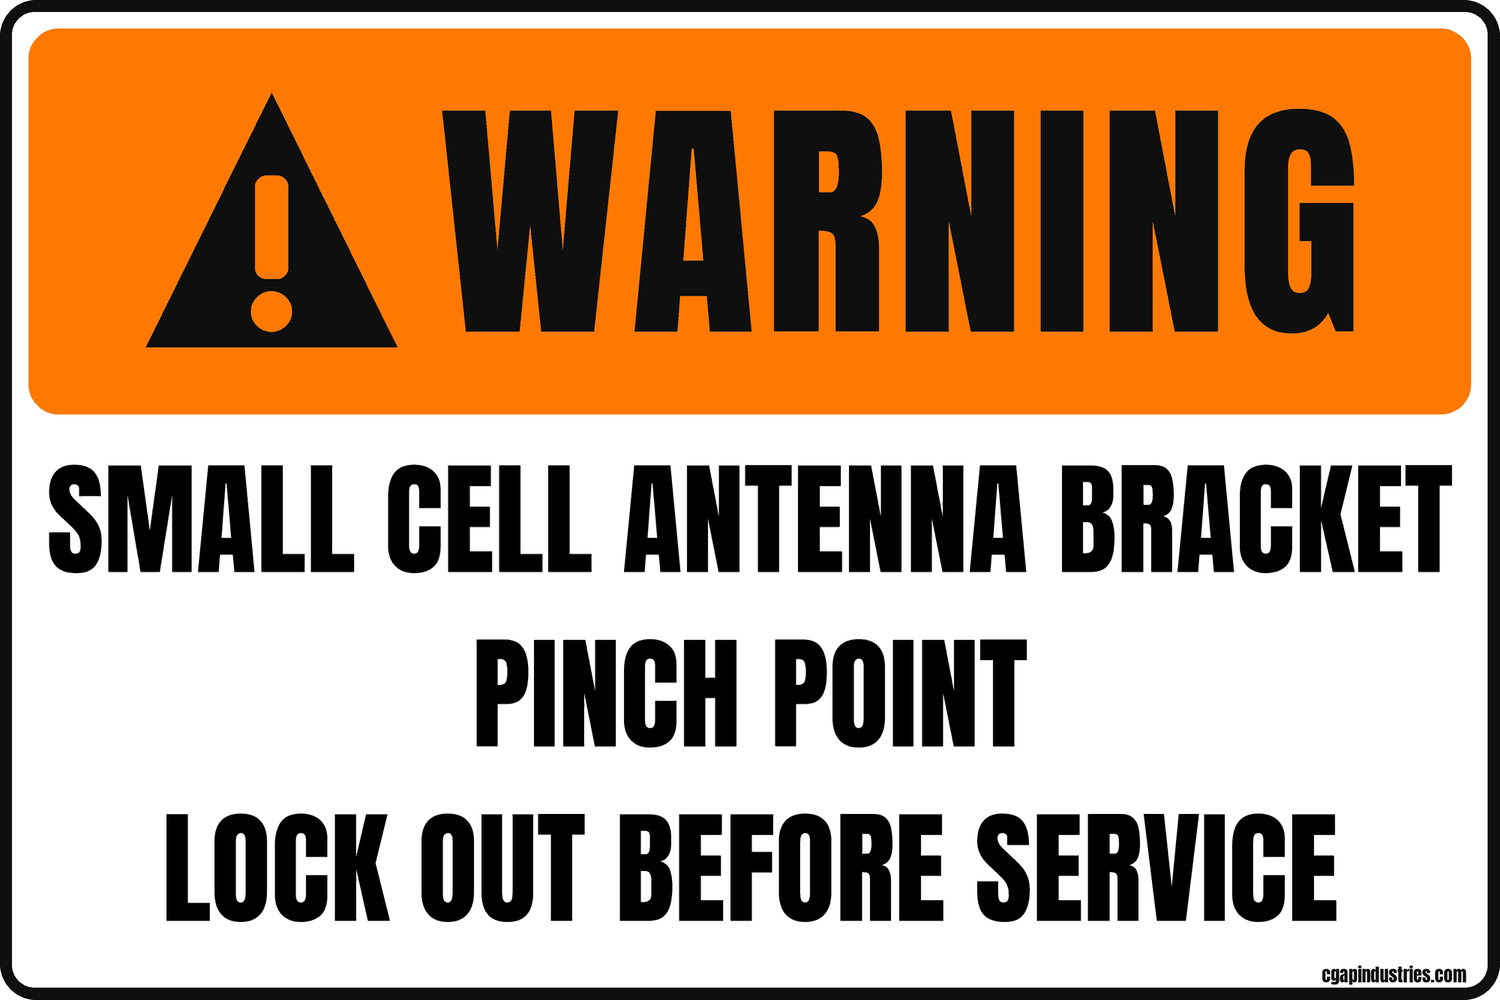 WARNING
SMALL CELL ANTENNA BRACKET
PINCH POINT
LOCK OUT BEFORE SERVICE
cgapindustries.com